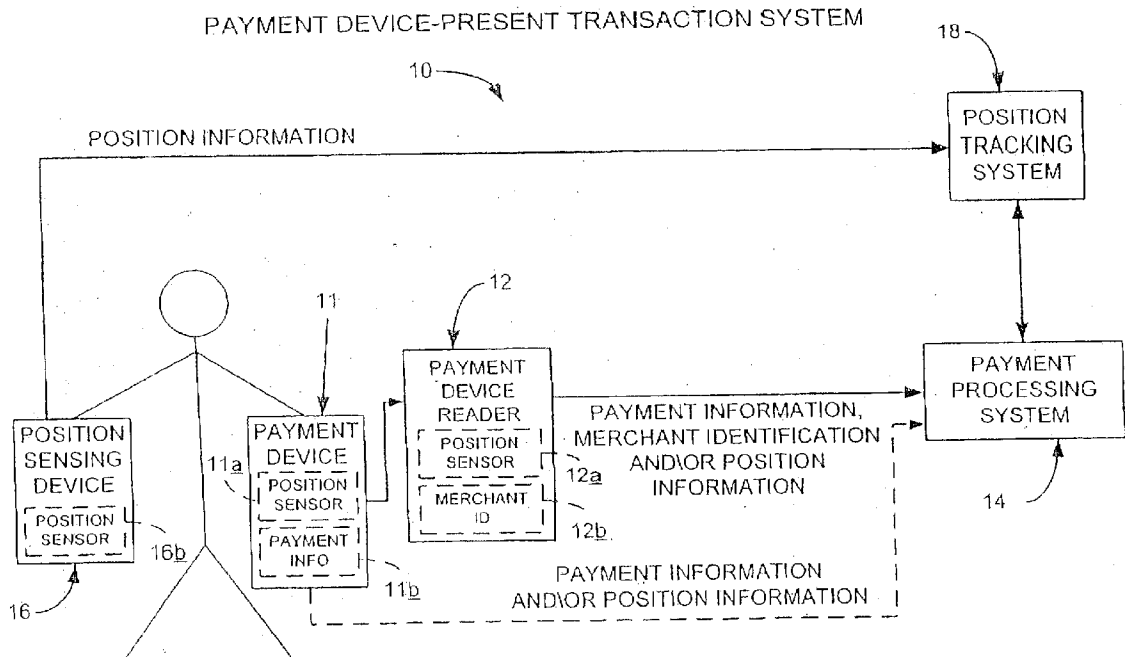 PAYMENT DEVICE-PRESENT TRANSACTION SYSTEM
18
10
POSITION
TRACKING
SYSTEM
POSITION INFORMATION
11
12
PAYMENT
DEVICE
READER
POSITION
SENSOR
12a
MERCHANT
ID
12b
PAYMENT
PROCESSING
SYSTEM
14
PAYMENT INFORMATION,
MERCHANT IDENTIFICATION
AND\OR POSITION
INFORMATION
POSITION
SENSING
DEVICE
POSITION
SENSOR
16b
16
PAYMENT
DEVICE
11a
POSITION
SENSOR
PAYMENT
INFO
11b
PAYMENT INFORMATION
AND\OR POSITION INFORMATION